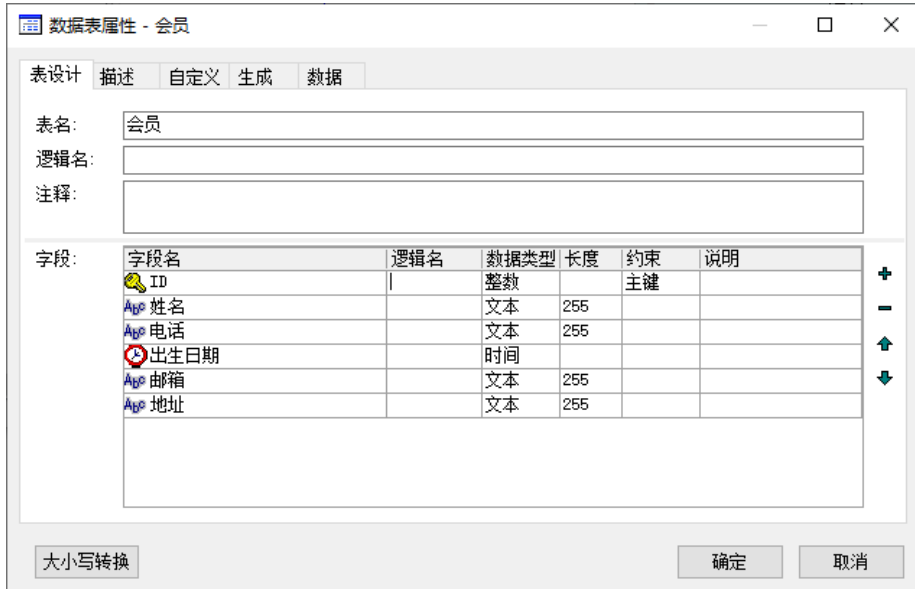 数据表属性 - 会员
表设计 描述 自定义 生成 数据
表名: 会员
逻辑名:
注释:
字段: 字段名 逻辑名 数据类型 长度 约束 说明
ID 整数 主键
Abc 姓名 文本 255
Abc 电话 文本 255
出生日期 时间
Abc 邮箱 文本 255
Abc 地址 文本 255
大小写转换 确定 取消